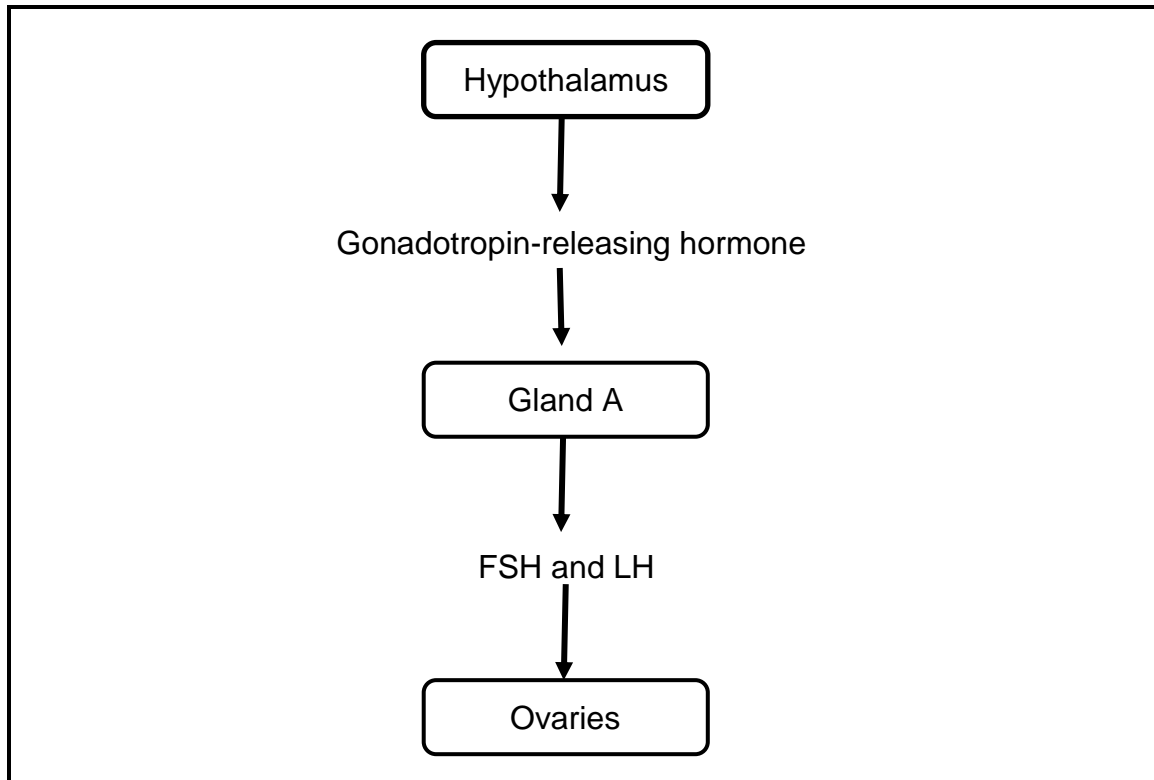 Hypothalamus
Gonadotropin-releasing hormone
Gland A
FSH and LH
Ovaries